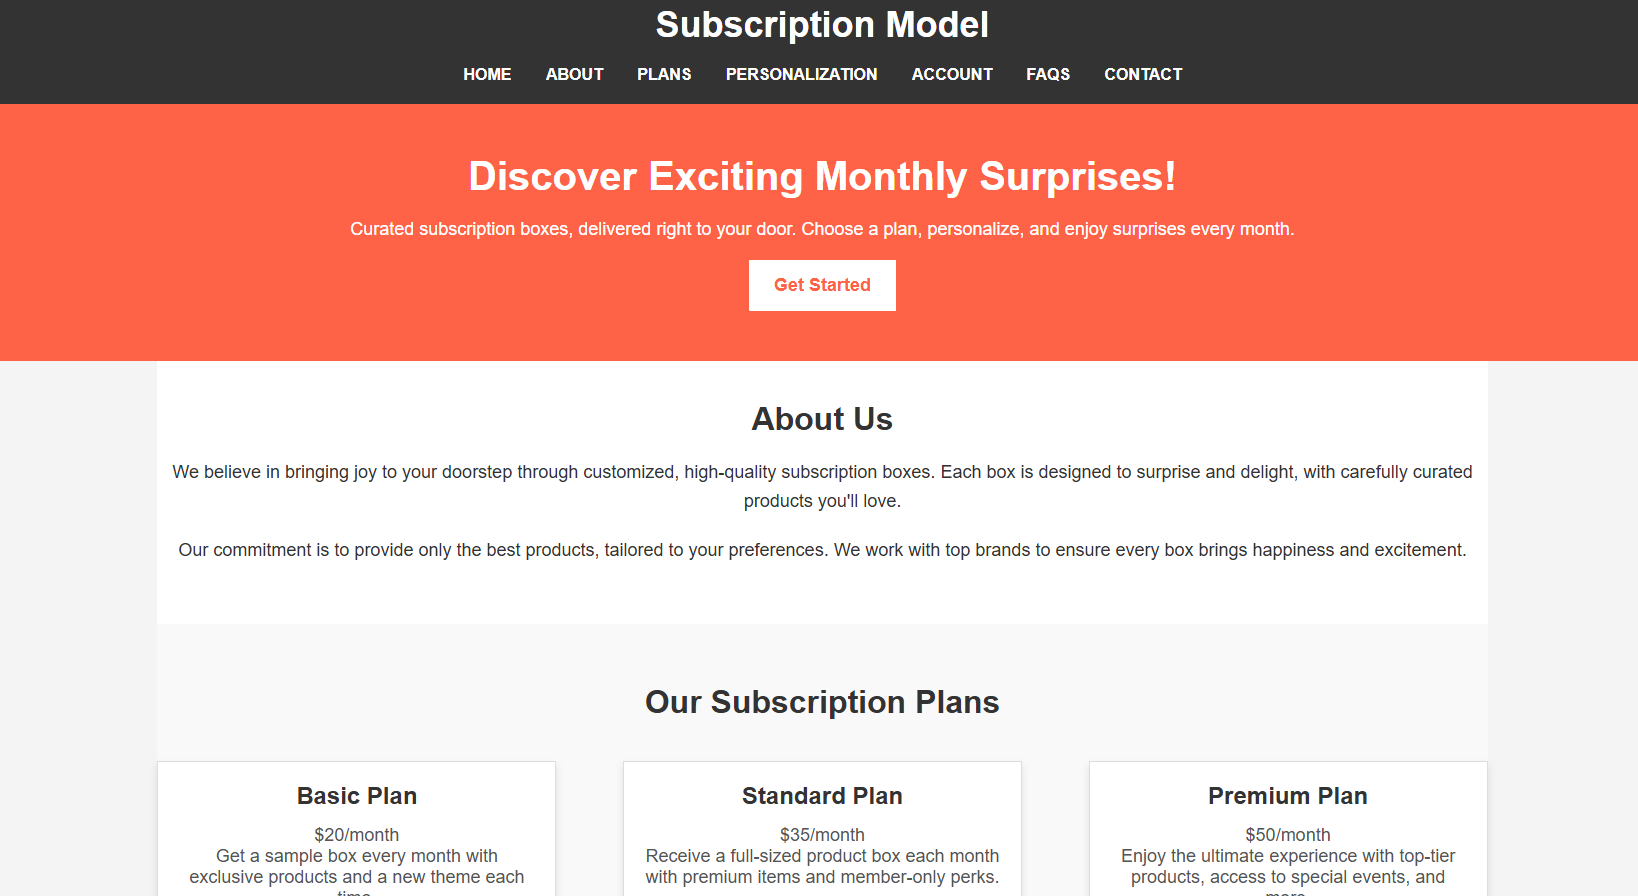 Subscription Model
HOME ABOUT PLANS PERSONALIZATION ACCOUNT FAQS CONTACT
Discover Exciting Monthly Surprises!
Curated subscription boxes, delivered right to your door. Choose a plan, personalize, and enjoy surprises every month.
Get Started
About Us
We believe in bringing joy to your doorstep through customized, high-quality subscription boxes. Each box is designed to surprise and delight, with carefully curated
products you'll love.
Our commitment is to provide only the best products, tailored to your preferences. We work with top brands to ensure every box brings happiness and excitement.
Our Subscription Plans
Basic Plan
$20/month
Get a sample box every month with
exclusive products and a new theme each
time.
Standard Plan
$35/month
Receive a full-sized product box each month
with premium items and member-only perks.
Premium Plan
$50/month
Enjoy the ultimate experience with top-tier
products, access to special events, and
more.